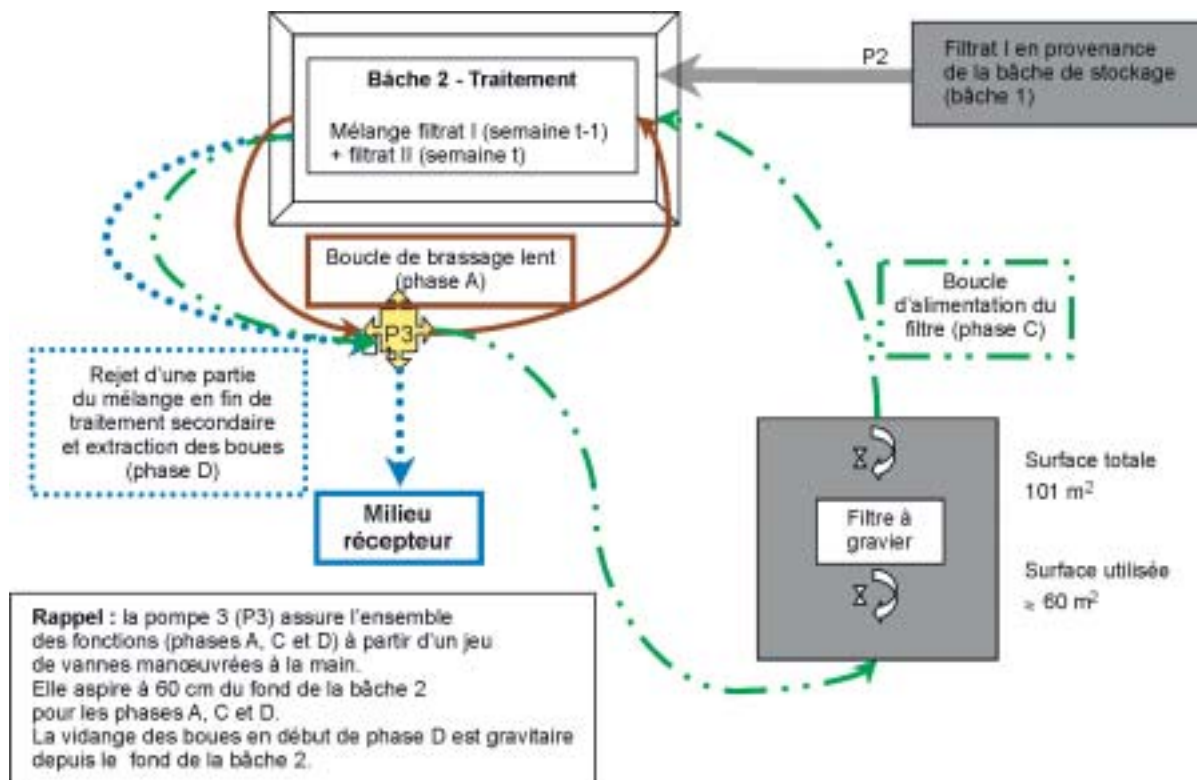 P2
Filtrat I en provenance
de la bâche de stockage
(bâche 1)
Bâche 2 - Traitement
Mélange filtrat I (semaine t-1)
+ filtrat II (semaine t)
Boucle de brassage lent
(phase A)
P3
Boucle
d'alimentation du
filtre (phase C)
Rejet d'une partie
du mélange en fin de
traitement secondaire
et extraction des boues
(phase D)
Milieu
récepteur
Filtre à
gravier
Surface totale
101 m²
Surface utilisée
≈ 60 m²
Rappel : la pompe 3 (P3) assure l'ensemble
des fonctions (phases A, C et D) à partir d'un jeu
de vannes manœuvrées à la main.
Elle aspire à 60 cm du fond de la bâche 2
pour les phases A, C et D.
La vidange des boues en début de phase D est gravitaire
depuis le fond de la bâche 2.